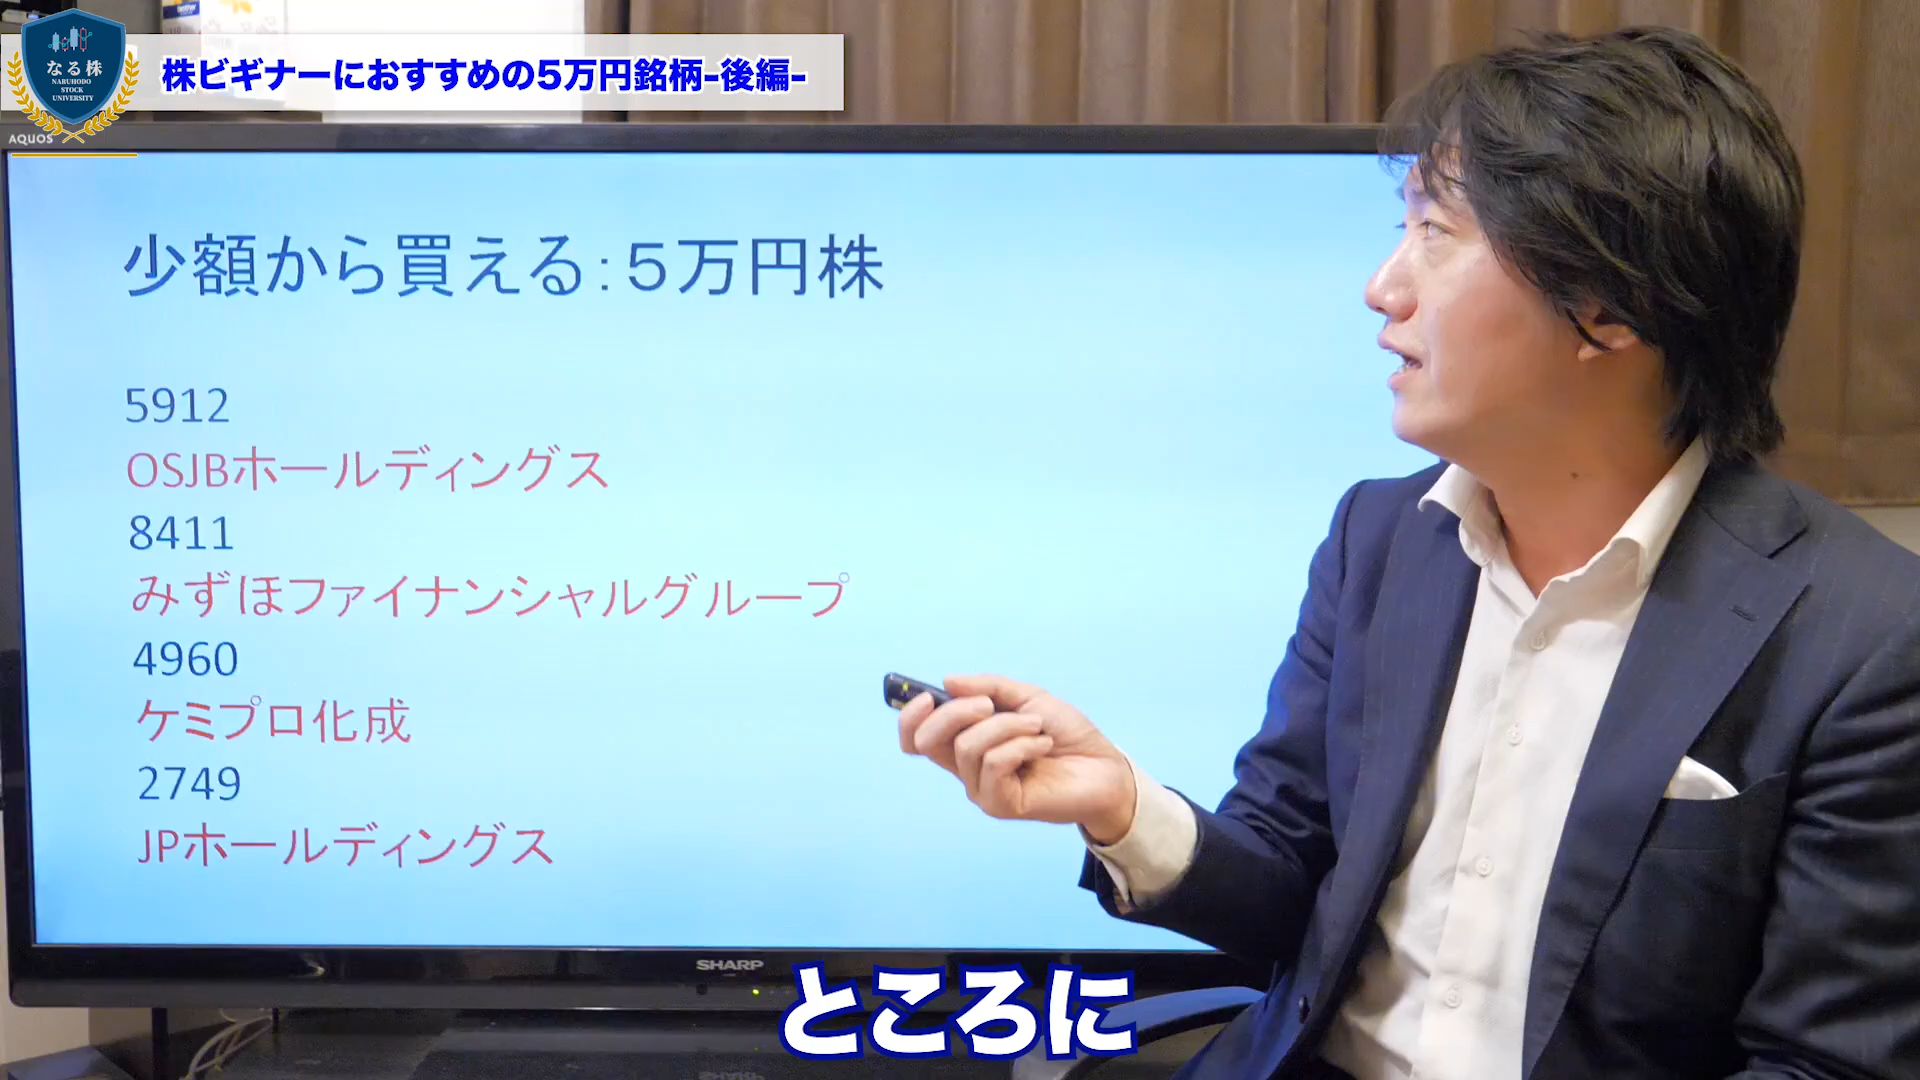 なる株
NARUHODO
STOCK
UNIVERSITY
株ビギナーにおすすめの5万円銘柄-後編-
AQUOS
少額から買える:5万円株
5912
OSJBホールディングス
8411
みずほファイナンシャルグループ
4960
ケミプロ化成
2749
JPホールディングス
SHARP
ところに